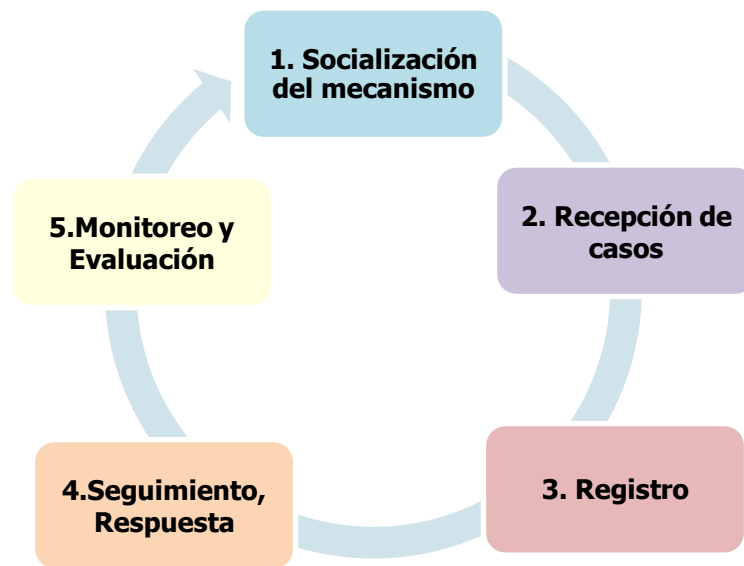 1. Socialización
del mecanismo
2. Recepción de
casos
3. Registro
4.Seguimiento,
Respuesta
5.Monitoreo y
Evaluación